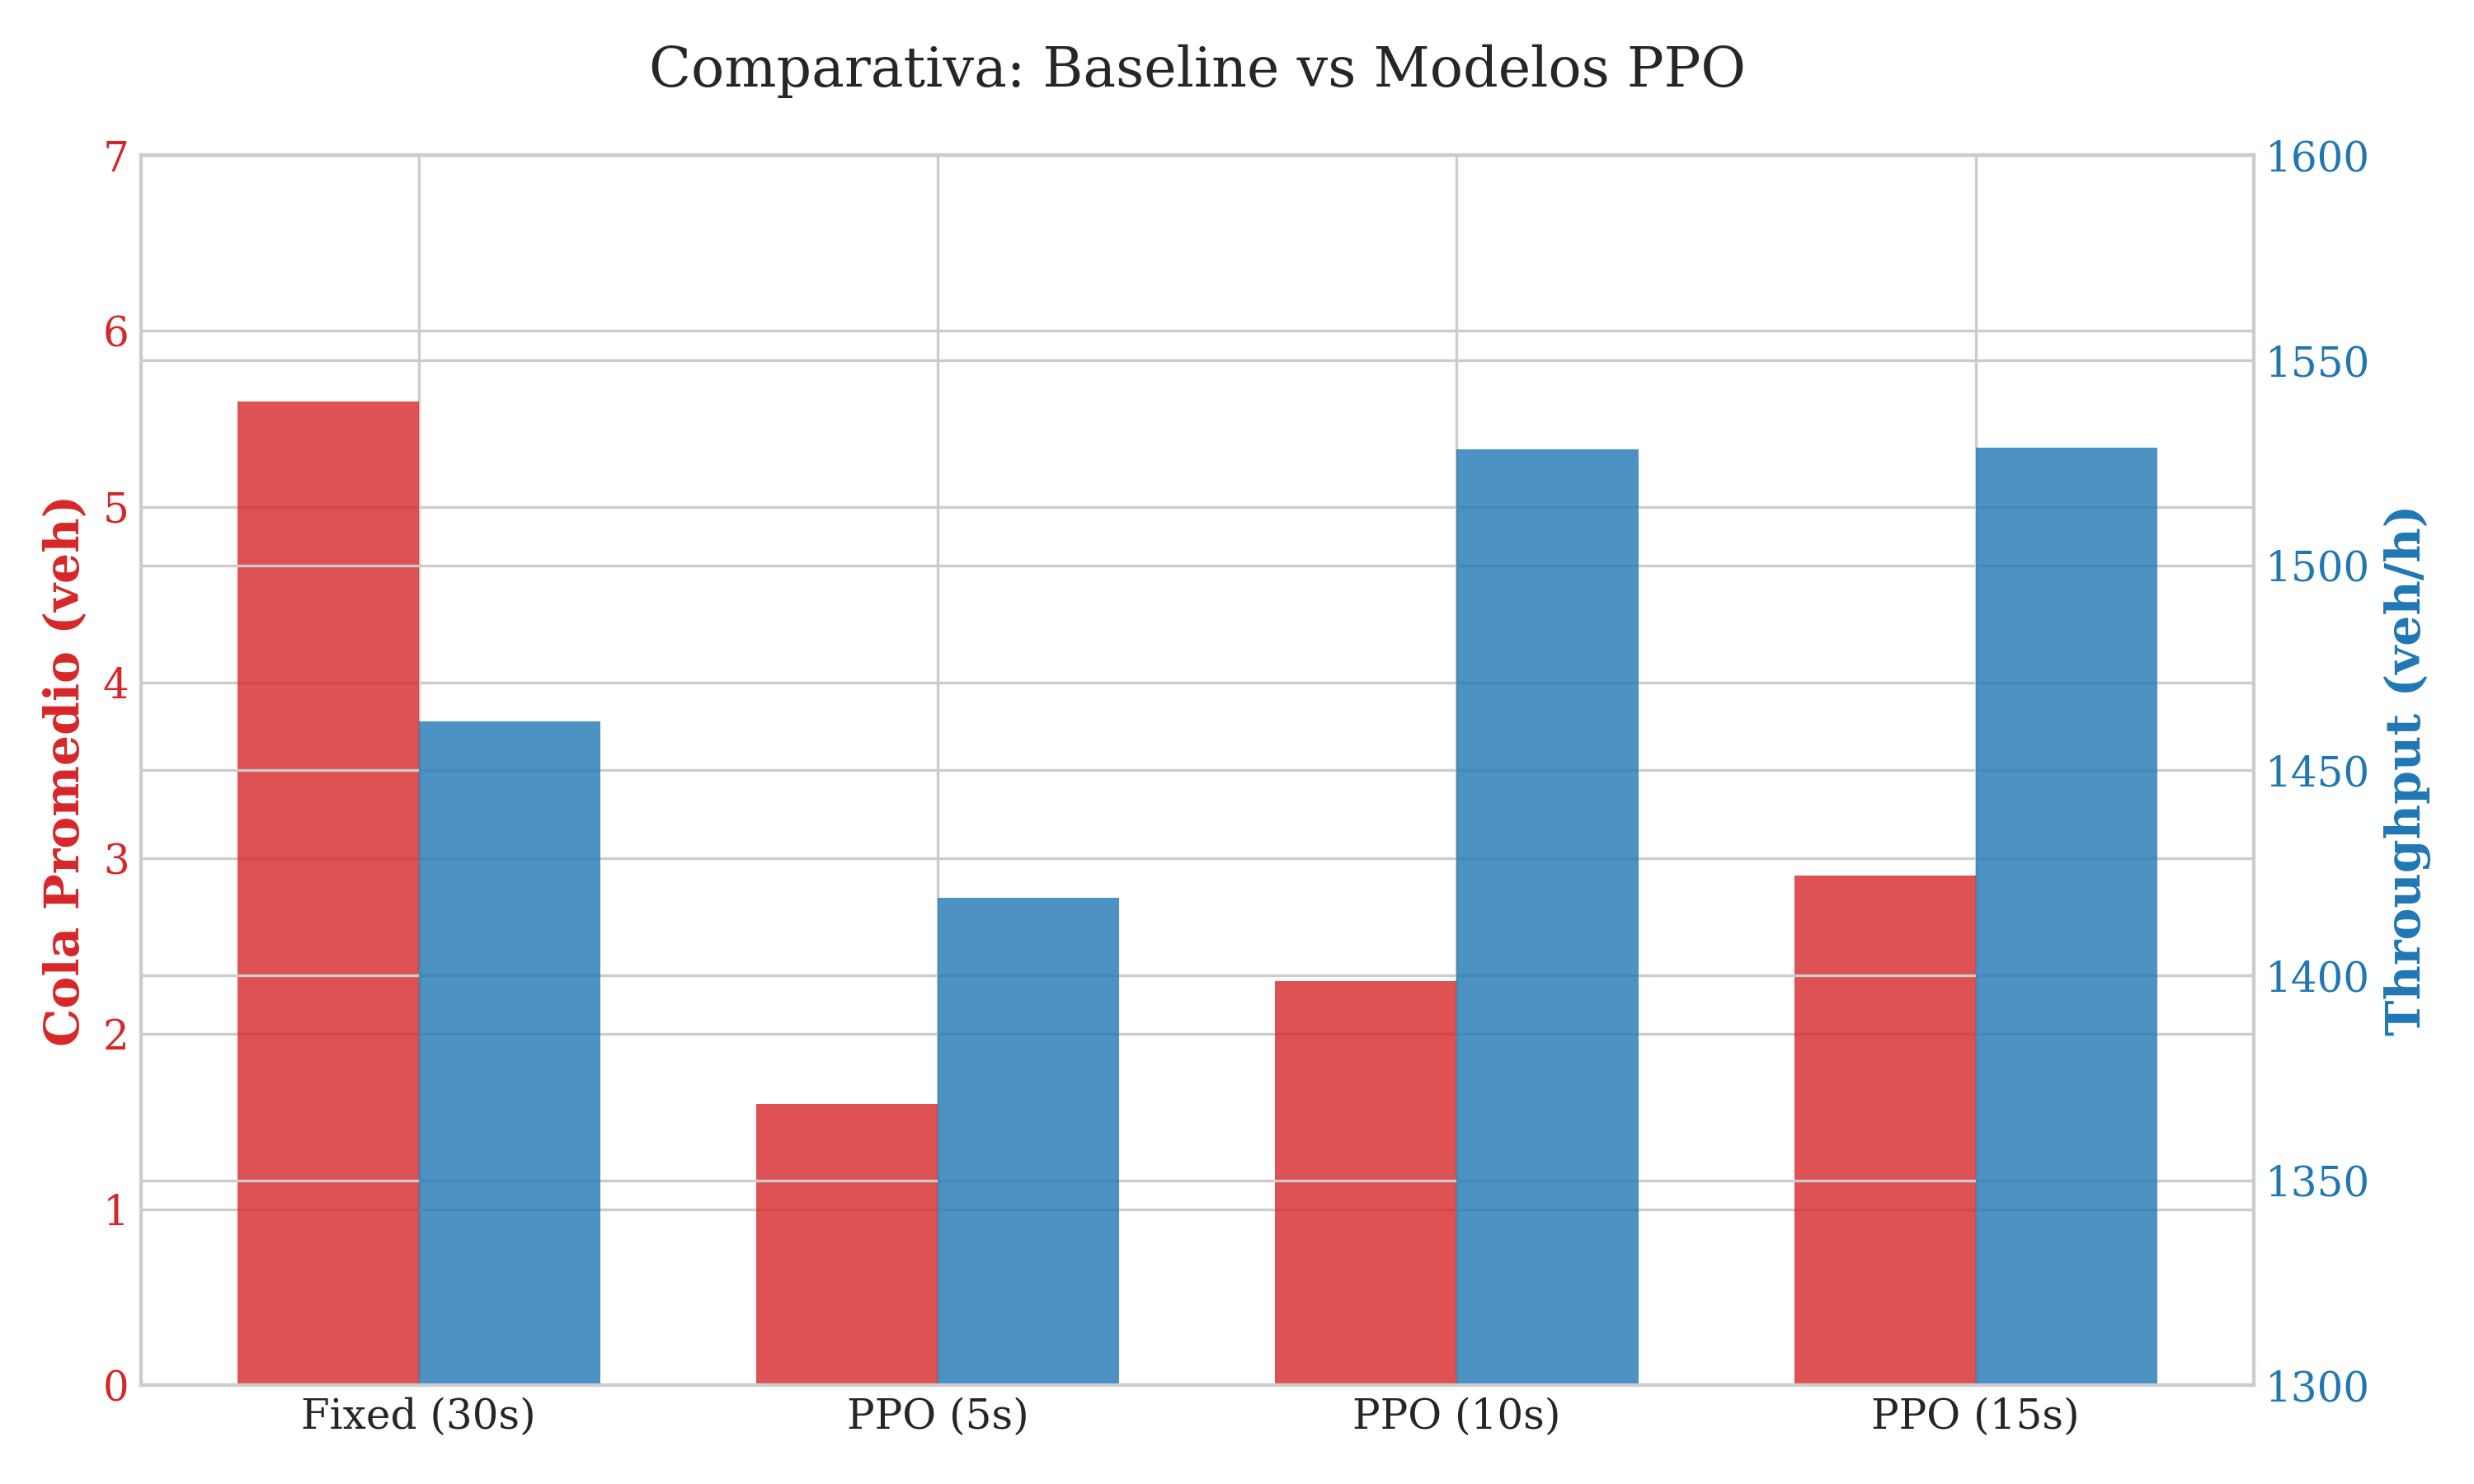 Comparativa: Baseline vs Modelos PPO
Cola Promedio (veh)
7
6
5
4
3
2
1
0
1600
1550
1500
1450
1400
1350
1300
Throughput (veh/h)
Fixed (30s)
PPO (5s)
PPO (10s)
PPO (15s)